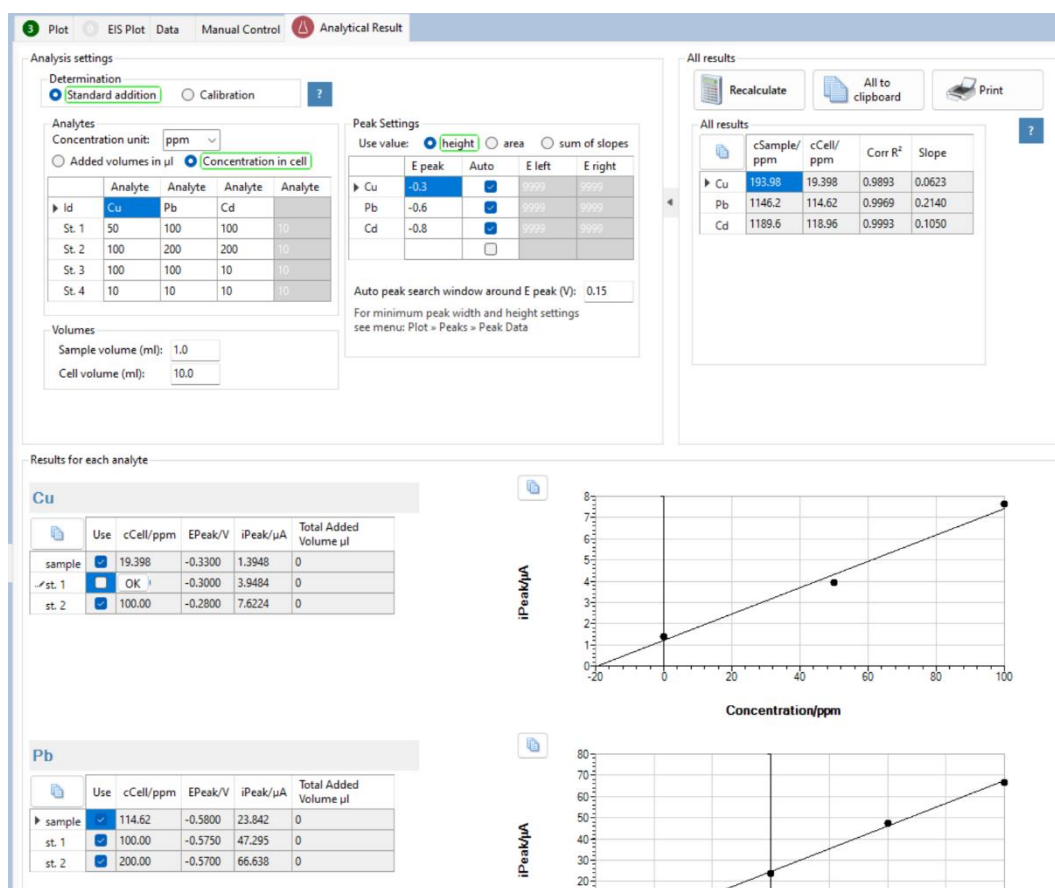 3 Plot 0 EIS Plot Data Manual Control Analytical Result
Analysis settings
Determination
Standard addition Calibration ?
Analytes
Concentration unit: ppm
Added volumes in µl Concentration in cell
Analyte Analyte Analyte Analyte
Id Cu Pb Cd
St. 1 50 100 100 10
St. 2 100 200 200 10
St. 3 100 100 10 10
St. 4 10 10 10 10
Volumes
Sample volume (ml): 1.0
Cell volume (ml): 10.0
Peak Settings
Use value: height area sum of slopes
E peak Auto E left E right
Cu -0.3 9999 9999
Pb -0.6 9999 9999
Cd -0.8 9999 9999
Auto peak search window around E peak (V): 0.15
For minimum peak width and height settings
see menu: Plot » Peaks » Peak Data
All results
Recalculate All to clipboard Print
All results
?
cSample/ppm cCell/ppm Corr R² Slope
Cu 193.98 19.398 0.9893 0.0623
Pb 1146.2 114.62 0.9969 0.2140
Cd 1189.6 118.96 0.9993 0.1050
Results for each analyte
Cu
Use cCell/ppm EPeak/V iPeak/µA Total Added Volume µl
sample 19.398 -0.3300 1.3948 0
st. 1 OK -0.3000 3.9484 0
st. 2 100.00 -0.2800 7.6224 0
8
7
6
5
4
3
2
1
0
-20 0 20 40 60 80 100
iPeak/µA
Concentration/ppm
Pb
Use cCell/ppm EPeak/V iPeak/µA Total Added Volume µl
sample 114.62 -0.5800 23.842 0
st. 1 100.00 -0.5750 47.295 0
st. 2 200.00 -0.5700 66.638 0
80
70
60
50
40
30
20
iPeak/µA